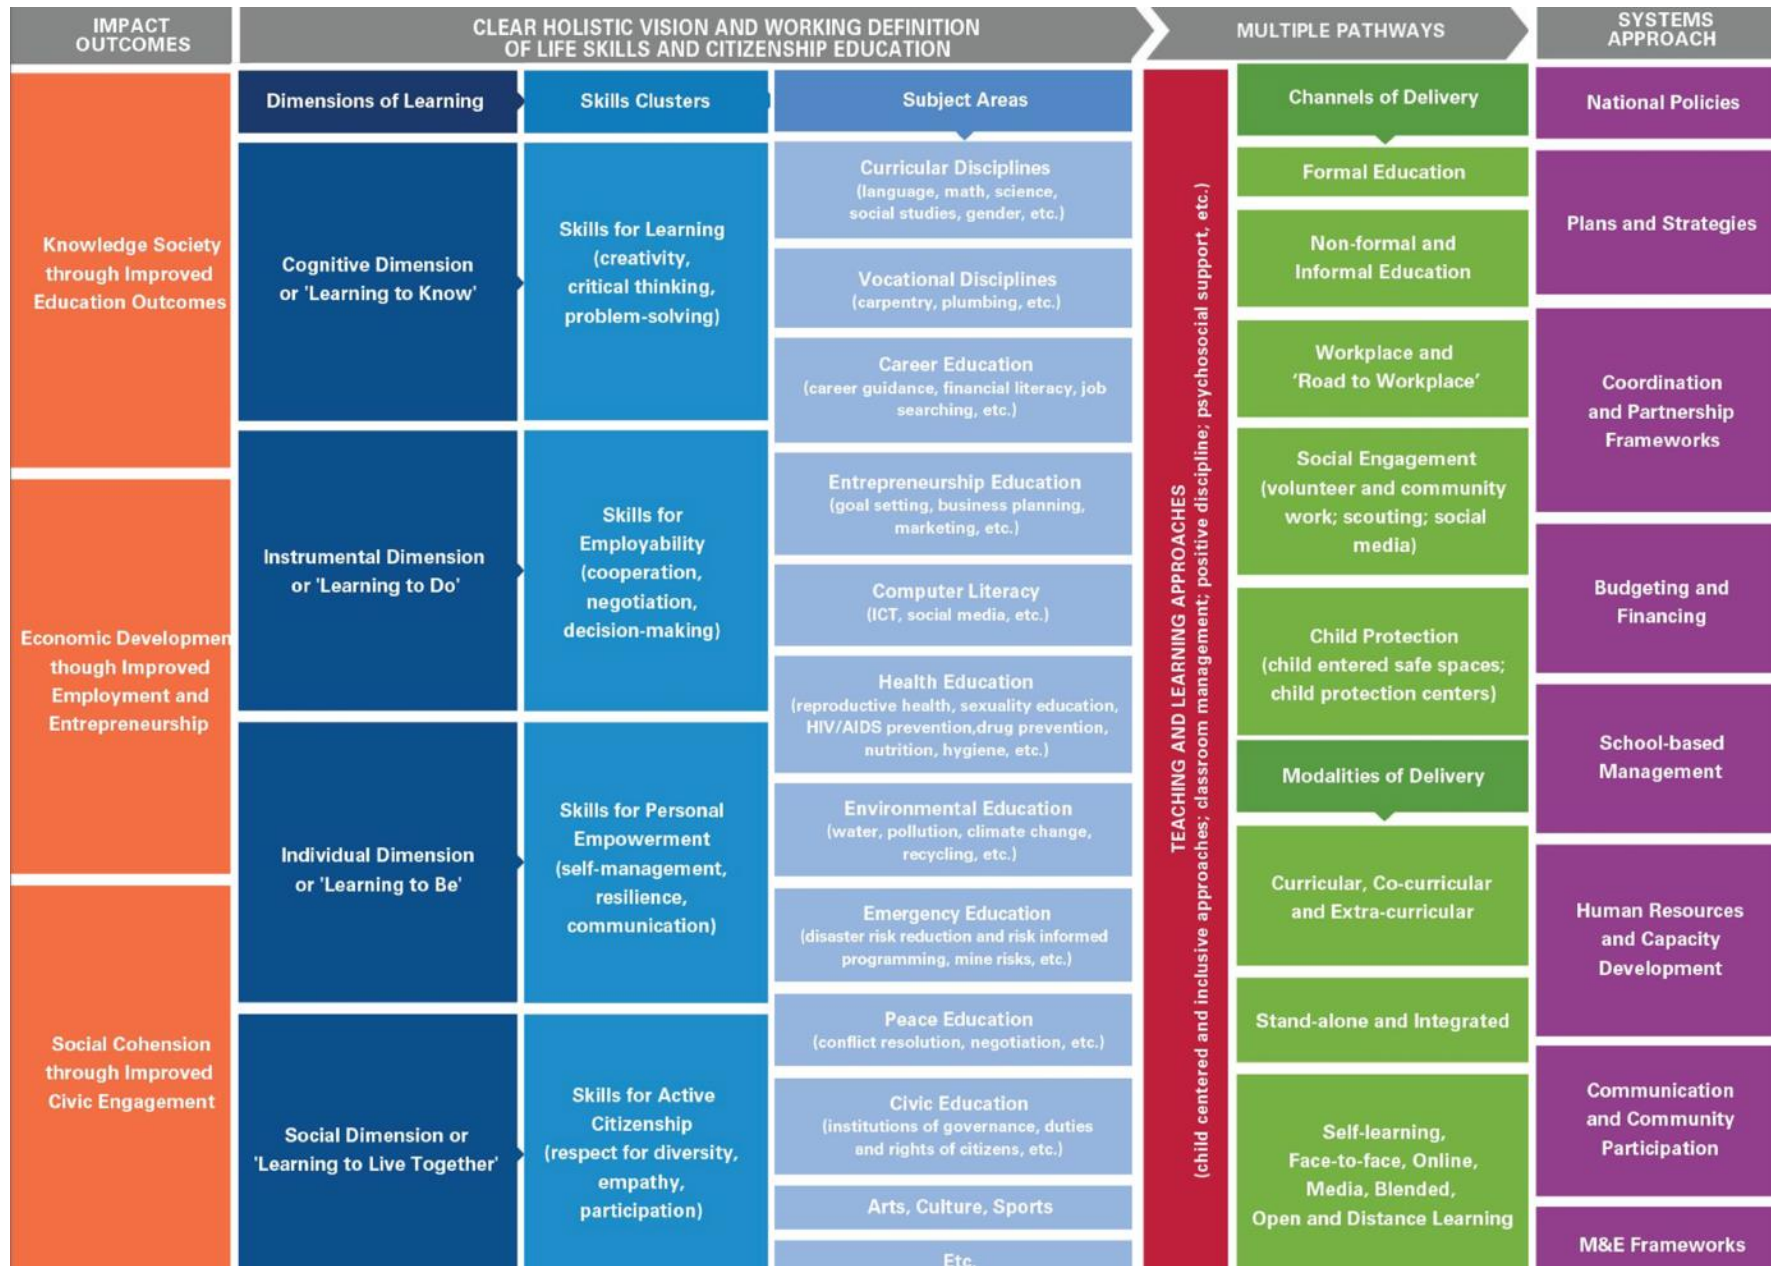 IMPACT
OUTCOMES
CLEAR HOLISTIC VISION AND WORKING DEFINITION
OF LIFE SKILLS AND CITIZENSHIP EDUCATION
MULTIPLE PATHWAYS
SYSTEMS
APPROACH
Knowledge Society
through Improved
Education Outcomes
Economic Developmen
though Improved
Employment and
Entrepreneurship
Social Cohension
through Improved
Civic Engagement
Dimensions of Learning
Cognitive Dimension
or 'Learning to Know'
Instrumental Dimension
or 'Learning to Do'
Individual Dimension
or 'Learning to Be'
Social Dimension or
'Learning to Live Together'
Skills Clusters
Skills for Learning
(creativity,
critical thinking,
problem-solving)
Skills for
Employability
(cooperation,
negotiation,
decision-making)
Skills for Personal
Empowerment
(self-management,
resilience,
communication)
Skills for Active
Citizenship
(respect for diversity,
empathy,
participation)
Subject Areas
Curricular Disciplines
(language, math, science,
social studies, gender, etc.)
Vocational Disciplines
(carpentry, plumbing, etc.)
Career Education
(career guidance, financial literacy, job
searching, etc.)
Entrepreneurship Education
(goal setting, business planning,
marketing, etc.)
Computer Literacy
(ICT, social media, etc.)
Health Education
(reproductive health, sexuality education,
HIV/AIDS prevention,drug prevention,
nutrition, hygiene, etc.)
Environmental Education
(water, pollution, climate change,
recycling, etc.)
Emergency Education
(disaster risk reduction and risk informed
programming, mine risks, etc.)
Peace Education
(conflict resolution, negotiation, etc.)
Civic Education
(institutions of governance, duties
and rights of citizens, etc.)
Arts, Culture, Sports
Etc.
TEACHING AND LEARNING APPROACHES
(child centered and inclusive approaches; classroom management; positive discipline; psychosocial support, etc.)
Channels of Delivery
Formal Education
Non-formal and
Informal Education
Workplace and
‘Road to Workplace’
Social Engagement
(volunteer and community
work; scouting; social
media)
Child Protection
(child entered safe spaces;
child protection centers)
Modalities of Delivery
Curricular, Co-curricular
and Extra-curricular
Stand-alone and Integrated
Self-learning,
Face-to-face, Online,
Media, Blended,
Open and Distance Learning
National Policies
Plans and Strategies
Coordination
and Partnership
Frameworks
Budgeting and
Financing
School-based
Management
Human Resources
and Capacity
Development
Communication
and Community
Participation
M&E Frameworks